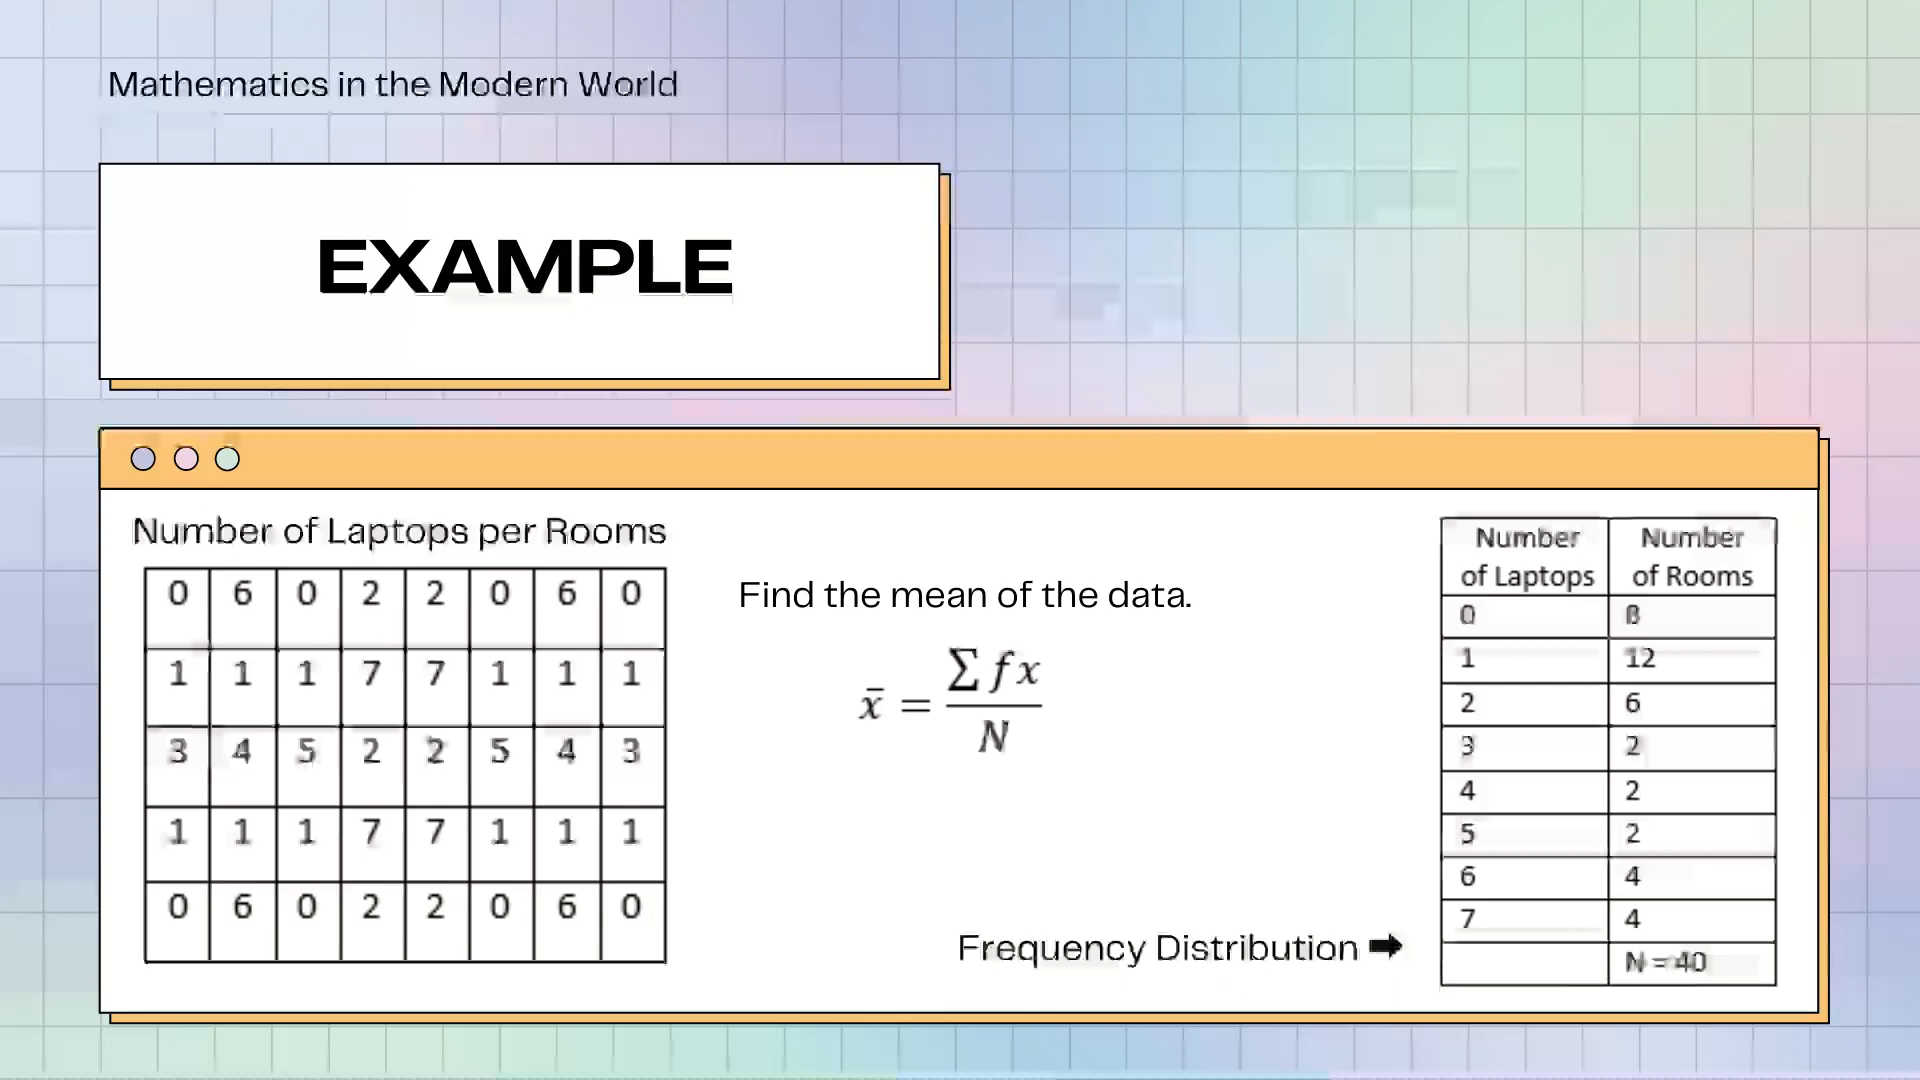 Mathematics in the Modern World
EXAMPLE
Number of Laptops per Rooms
0 6 0 2 2 0 6 0
1 1 1 7 7 1 1 1
3 4 5 2 2 5 4 3
1 1 1 7 7 1 1 1
0 6 0 2 2 0 6 0
Find the mean of the data.
x̄ = ∑ fx / N
Frequency Distribution ➡
Number of Laptops Number of Rooms
0 8
1 12
2 6
3 2
4 2
5 2
6 4
7 4
N = 40